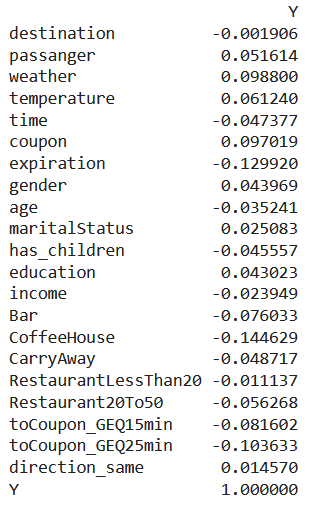 Y
destination -0.001906
passanger 0.051614
weather 0.098800
temperature 0.061240
time -0.047377
coupon 0.097019
expiration -0.129920
gender 0.043969
age -0.035241
maritalStatus 0.025083
has_children -0.045557
education 0.043023
income -0.023949
Bar -0.076033
CoffeeHouse -0.144629
CarryAway -0.048717
RestaurantLessThan20 -0.011137
Restaurant20To50 -0.056268
toCoupon_GEQ15min -0.081602
toCoupon_GEQ25min -0.103633
direction_same 0.014570
Y 1.000000